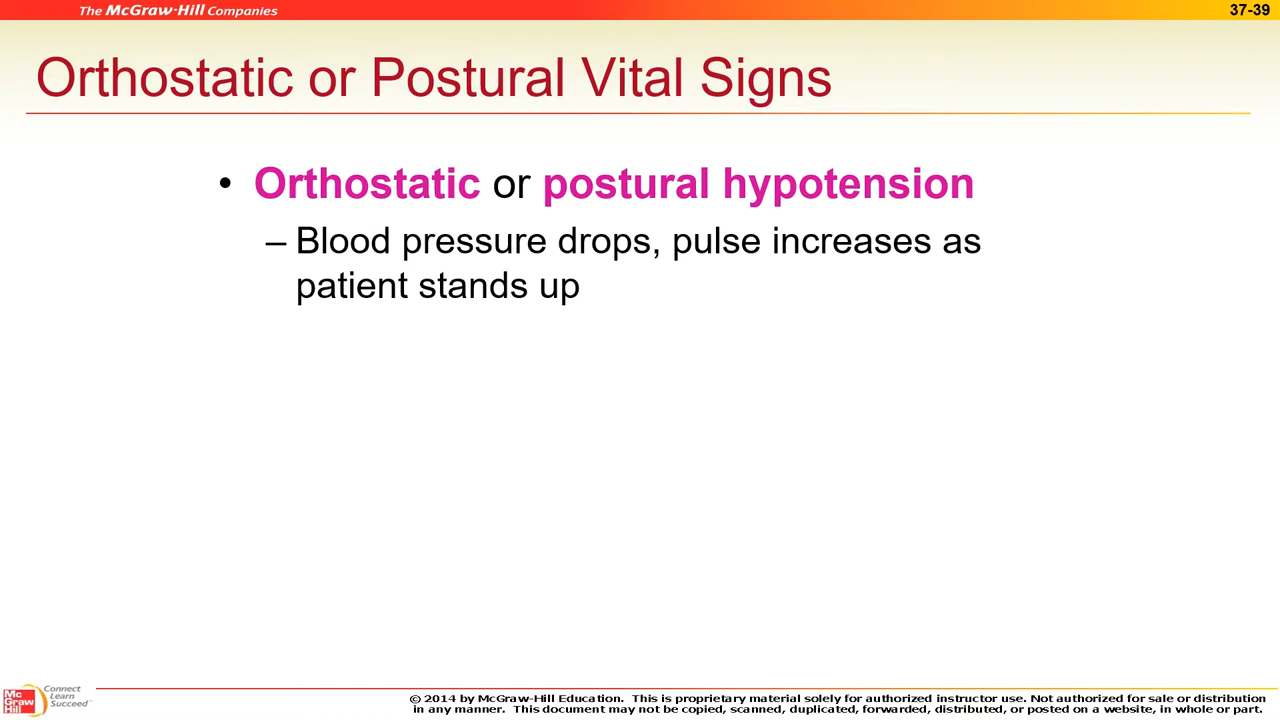 The McGraw·Hill Companies
37-39
Orthostatic or Postural Vital Signs
• Orthostatic or postural hypotension
– Blood pressure drops, pulse increases as
patient stands up
Mc
Graw
Hill
Connect
Learn
Succeed™
© 2014 by McGraw-Hill Education. This is proprietary material solely for authorized instructor use. Not authorized for sale or distribution
in any manner. This document may not be copied, scanned, duplicated, forwarded, distributed, or posted on a website, in whole or part.